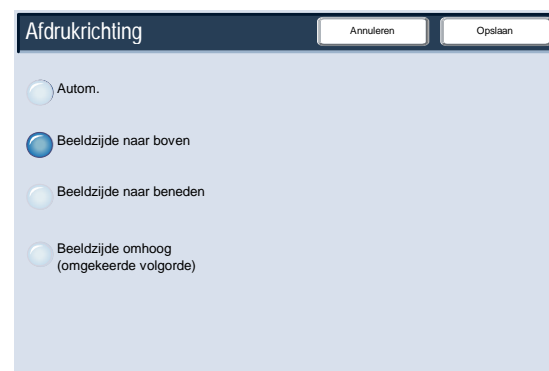 Afdrukrichting
Annuleren
Opslaan
Autom.
Beeldzijde naar boven
Beeldzijde naar beneden
Beeldzijde omhoog
(omgekeerde volgorde)